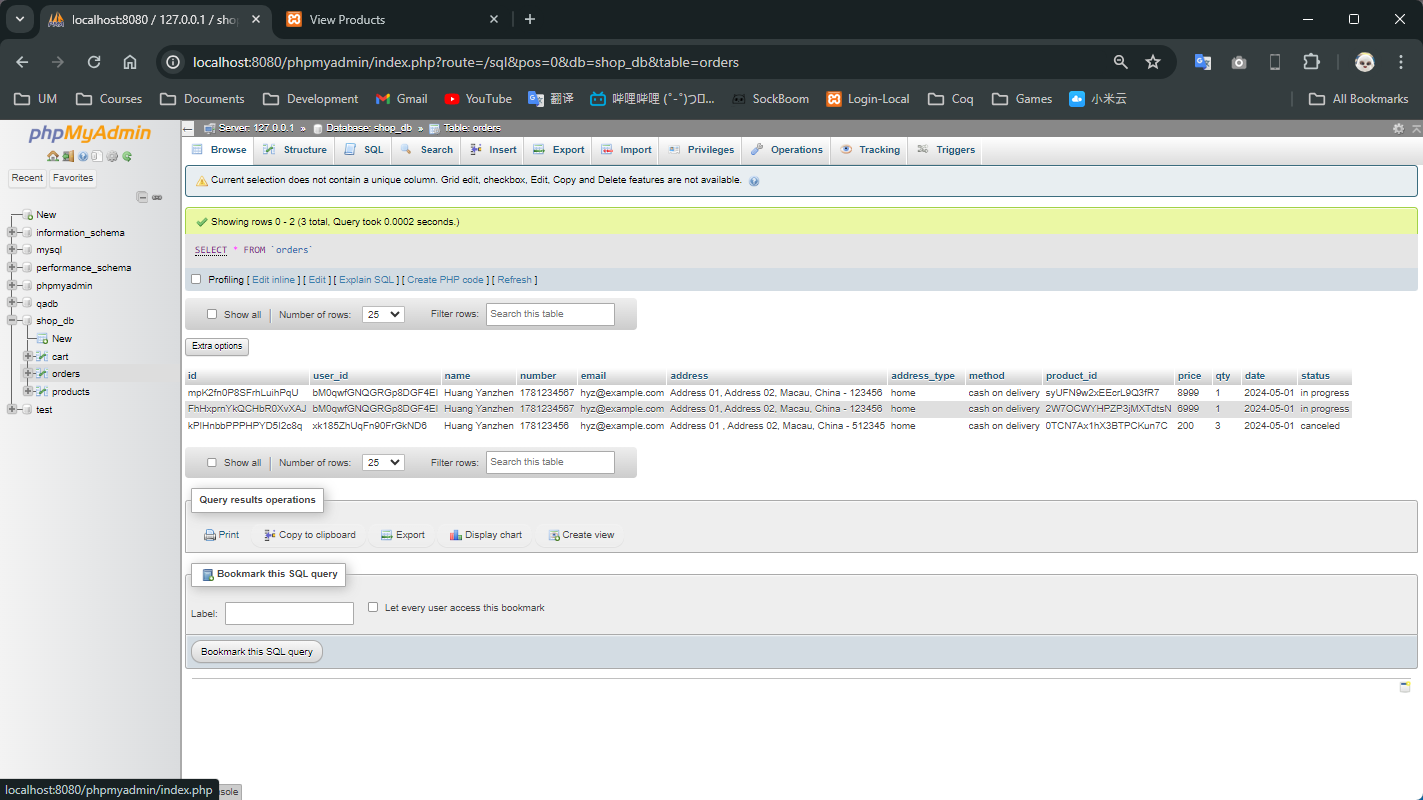 localhost:8080 / 127.0.0.1 / shop
View Products
localhost:8080/phpmyadmin/index.php?route=/sql&pos=0&db=shop_db&table=orders
UM Courses Documents Development Gmail YouTube 翻译 哔哩哔哩 (゜-゜)つロ... SockBoom Login-Local Coq Games 小米云 All Bookmarks
phpMyAdmin
Recent Favorites
New
information_schema
mysql
performance_schema
phpmyadmin
qadb
shop_db
New
cart
orders
products
test
Server: 127.0.0.1 » Database: shop_db » Table: orders
Browse Structure SQL Search Insert Export Import Privileges Operations Tracking Triggers
Current selection does not contain a unique column. Grid edit, checkbox, Edit, Copy and Delete features are not available.
Showing rows 0 - 2 (3 total, Query took 0.0002 seconds.)
SELECT * FROM `orders`
Profiling [ Edit inline ] [ Edit ] [ Explain SQL ] [ Create PHP code ] [ Refresh ]
Show all Number of rows: 25 Filter rows: Search this table
Extra options
id user_id name number email address address_type method product_id price qty date status
mpK2fn0P8SFrhLuihPqU bM0qwfGNQGRGp8DGF4El Huang Yanzhen 1781234567 hyz@example.com Address 01, Address 02, Macau, China - 123456 home cash on delivery syUFN9w2xEEcrL9Q3fR7 8999 1 2024-05-01 in progress
FhHxprnYkQCHbR0XvXAJ bM0qwfGNQGRGp8DGF4El Huang Yanzhen 1781234567 hyz@example.com Address 01, Address 02, Macau, China - 123456 home cash on delivery 2W7OCWYHPZP3jMXTdtsN 6999 1 2024-05-01 in progress
kPIHnbbPPPHPYD5I2c8q xk185ZhUqFn90FrGkND6 Huang Yanzhen 178123456 hyz@example.com Address 01 , Address 02, Macau, China - 512345 home cash on delivery 0TCN7Ax1hX3BTPCKun7C 200 3 2024-05-01 canceled
Show all Number of rows: 25 Filter rows: Search this table
Query results operations
Print Copy to clipboard Export Display chart Create view
Bookmark this SQL query
Label: Let every user access this bookmark
Bookmark this SQL query
localhost:8080/phpmyadmin/index.php